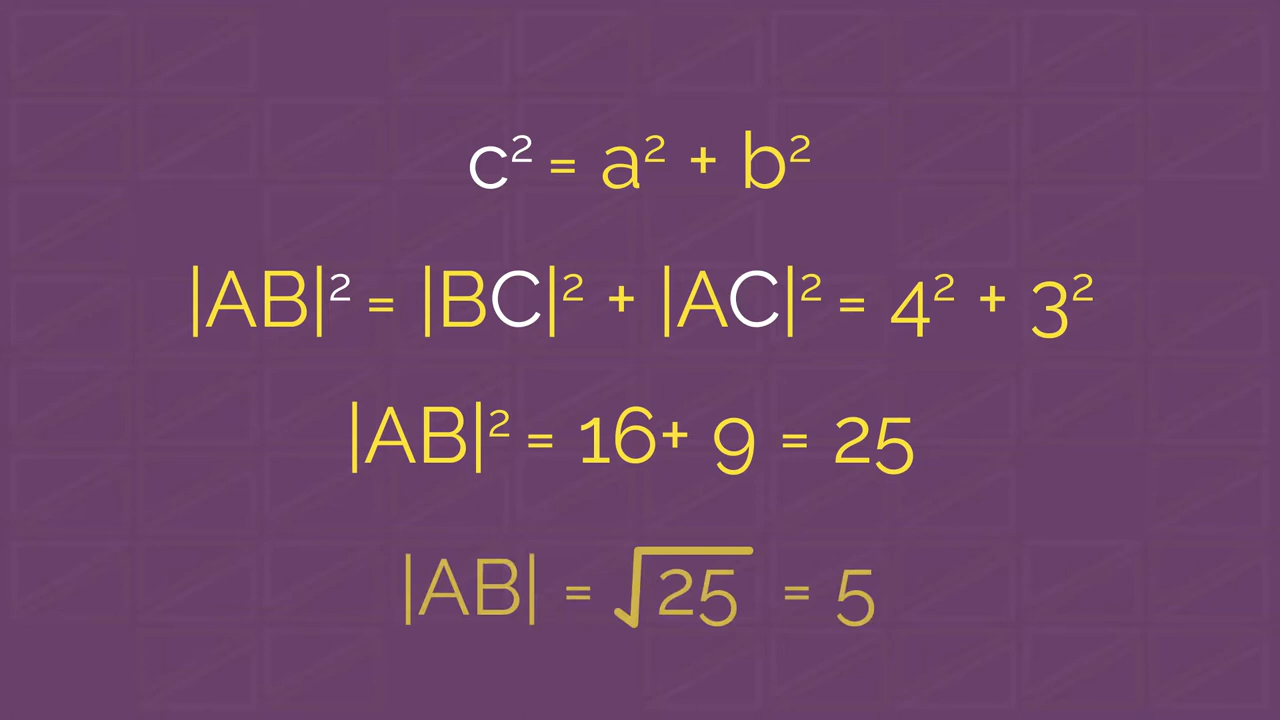 c² = a² + b²
|AB|² = |BC|² + |AC|² = 4² + 3²
|AB|² = 16+ 9 = 25
|AB| = √25 = 5